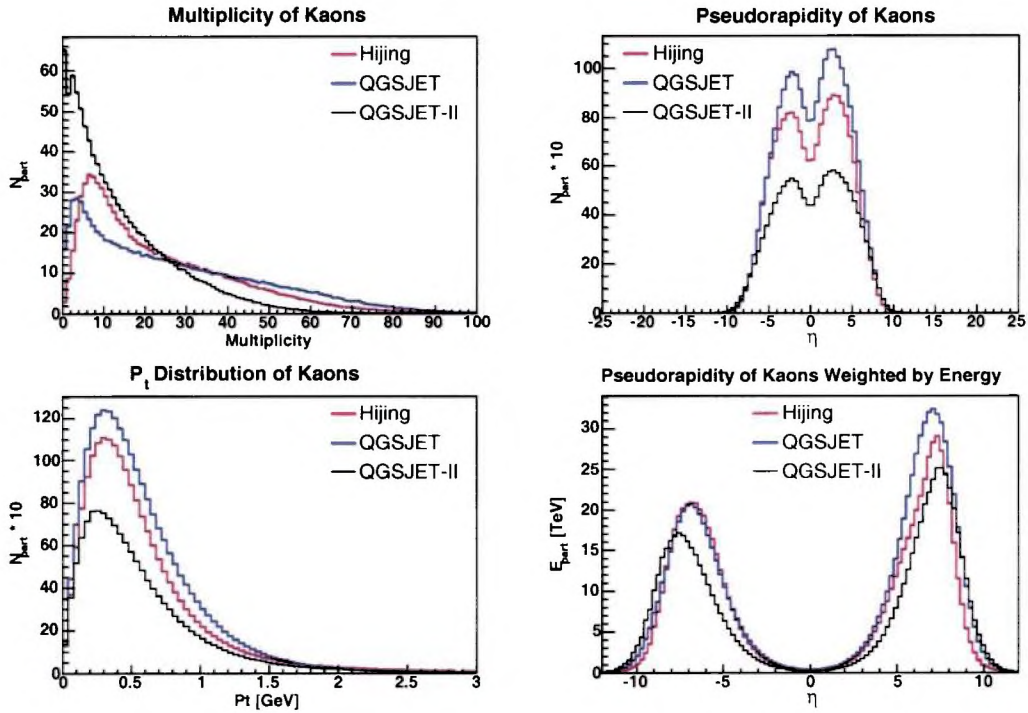 Multiplicity of Kaons
N_part
60
50
40
30
20
10
0
Hijing
QGSJET
QGSJET-II
0 10 20 30 40 50 60 70 80 90 100
Multiplicity
Pseudorapidity of Kaons
N_part * 10
100
80
60
40
20
0
Hijing
QGSJET
QGSJET-II
-25 -20 -15 -10 -5 0 5 10 15 20 25
η
P_t Distribution of Kaons
N_part * 10
120
100
80
60
40
20
0
Hijing
QGSJET
QGSJET-II
0 0.5 1 1.5 2 2.5 3
Pt [GeV]
Pseudorapidity of Kaons Weighted by Energy
E_part [TeV]
30
25
20
15
10
5
0
Hijing
QGSJET
QGSJET-II
-10 -5 0 5 10
η